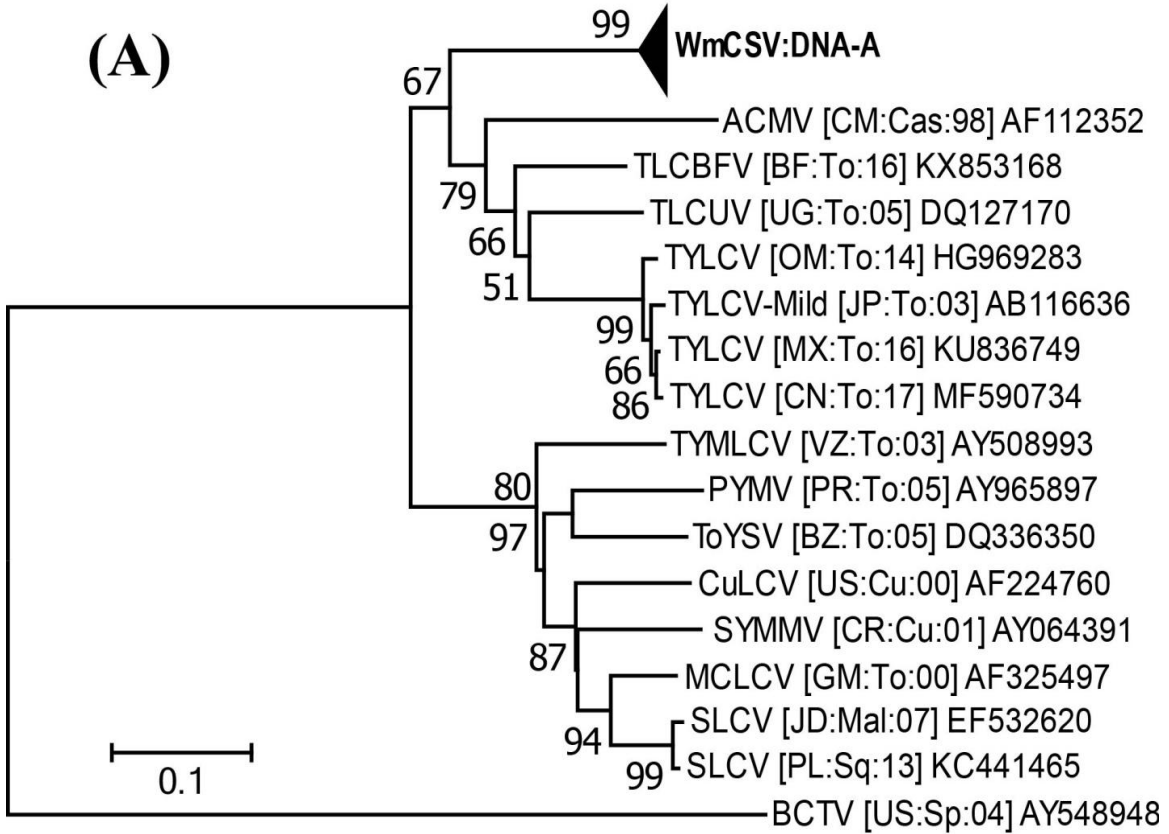 (A)
99
WmCSV:DNA-A
67
ACMV [CM:Cas:98] AF112352
TLCBFV [BF:To:16] KX853168
79
TLCUV [UG:To:05] DQ127170
66
TYLCV [OM:To:14] HG969283
51
TYLCV-Mild [JP:To:03] AB116636
99
TYLCV [MX:To:16] KU836749
66
TYLCV [CN:To:17] MF590734
86
TYMLCV [VZ:To:03] AY508993
80
PYMV [PR:To:05] AY965897
97
ToYSV [BZ:To:05] DQ336350
CuLCV [US:Cu:00] AF224760
SYMMV [CR:Cu:01] AY064391
87
MCLCV [GM:To:00] AF325497
SLCV [JD:Mal:07] EF532620
94
SLCV [PL:Sq:13] KC441465
99
0.1
BCTV [US:Sp:04] AY548948